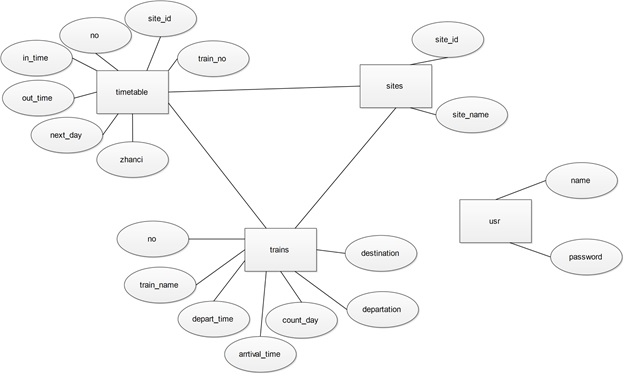 site_id
no
train_no
in_time
timetable
out_time
next_day
zhanci
site_id
sites
site_name
name
usr
password
no
trains
destination
train_name
depart_time
count_day
departation
arrtival_time